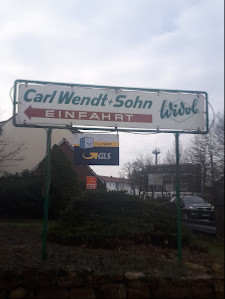 Carl Wendt+Sohn
EINFAHRT
Widol
GLS